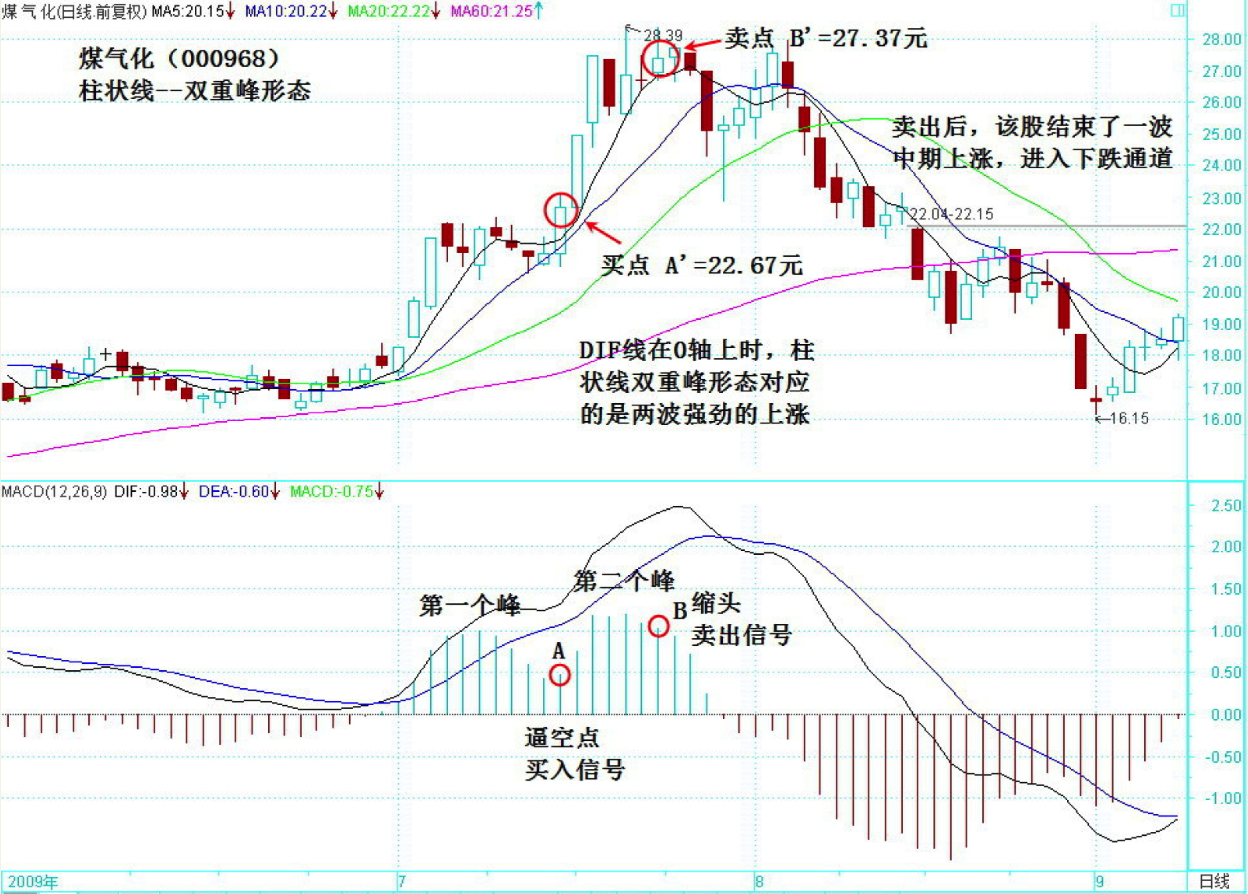 煤 气 化(日线.前复权) MA5:20.15↓ MA10:20.22↓ MA20:22.22↓ MA60:21.25↑
煤气化（000968）
柱状线--双重峰形态
28.39
卖点 B'=27.37元
卖出后，该股结束了一波
中期上涨，进入下跌通道
22.04-22.15
买点 A'=22.67元
DIF线在0轴上时，柱
状线双重峰形态对应
的是两波强劲的上涨
16.15
28.00
27.00
26.00
25.00
24.00
23.00
22.00
21.00
20.00
19.00
18.00
17.00
16.00
MACD(12,26,9) DIF:-0.98↓ DEA:-0.60↓ MACD:-0.75↓
第一个峰
第二个峰
A
B
缩头
卖出信号
逼空点
买入信号
2.50
2.00
1.50
1.00
0.50
0.00
-0.50
-1.00
2009年 7 8 9 日线